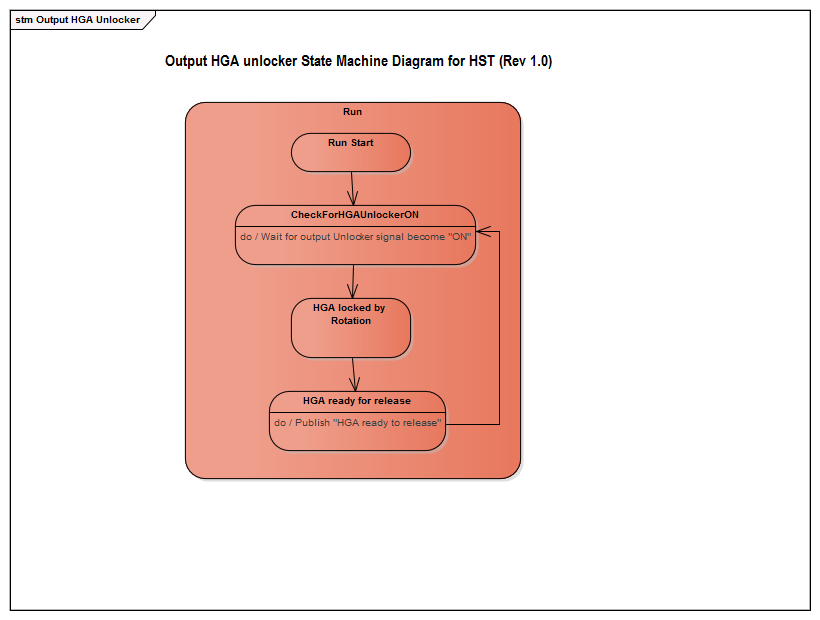 stm Output HGA Unlocker
Output HGA unlocker State Machine Diagram for HST (Rev 1.0)
Run
Run Start
CheckForHGAUnlockerON
do / Wait for output Unlocker signal become "ON"
HGA locked by
Rotation
HGA ready for release
do / Publish "HGA ready to release"